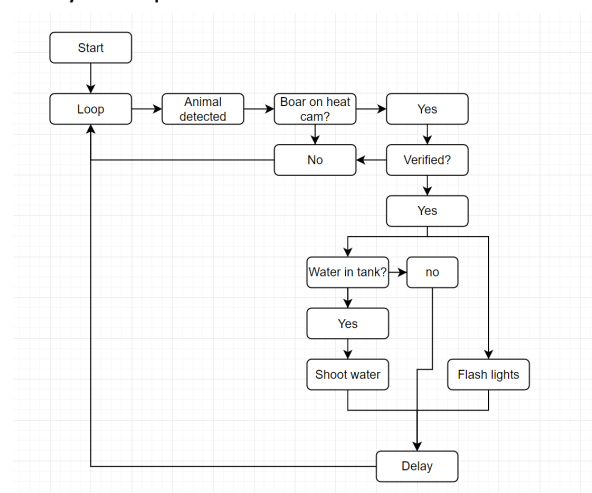 Start
Loop
Animal
detected
Boar on heat
cam?
Yes
No
Verified?
Yes
Water in tank?
no
Yes
Shoot water
Flash lights
Delay